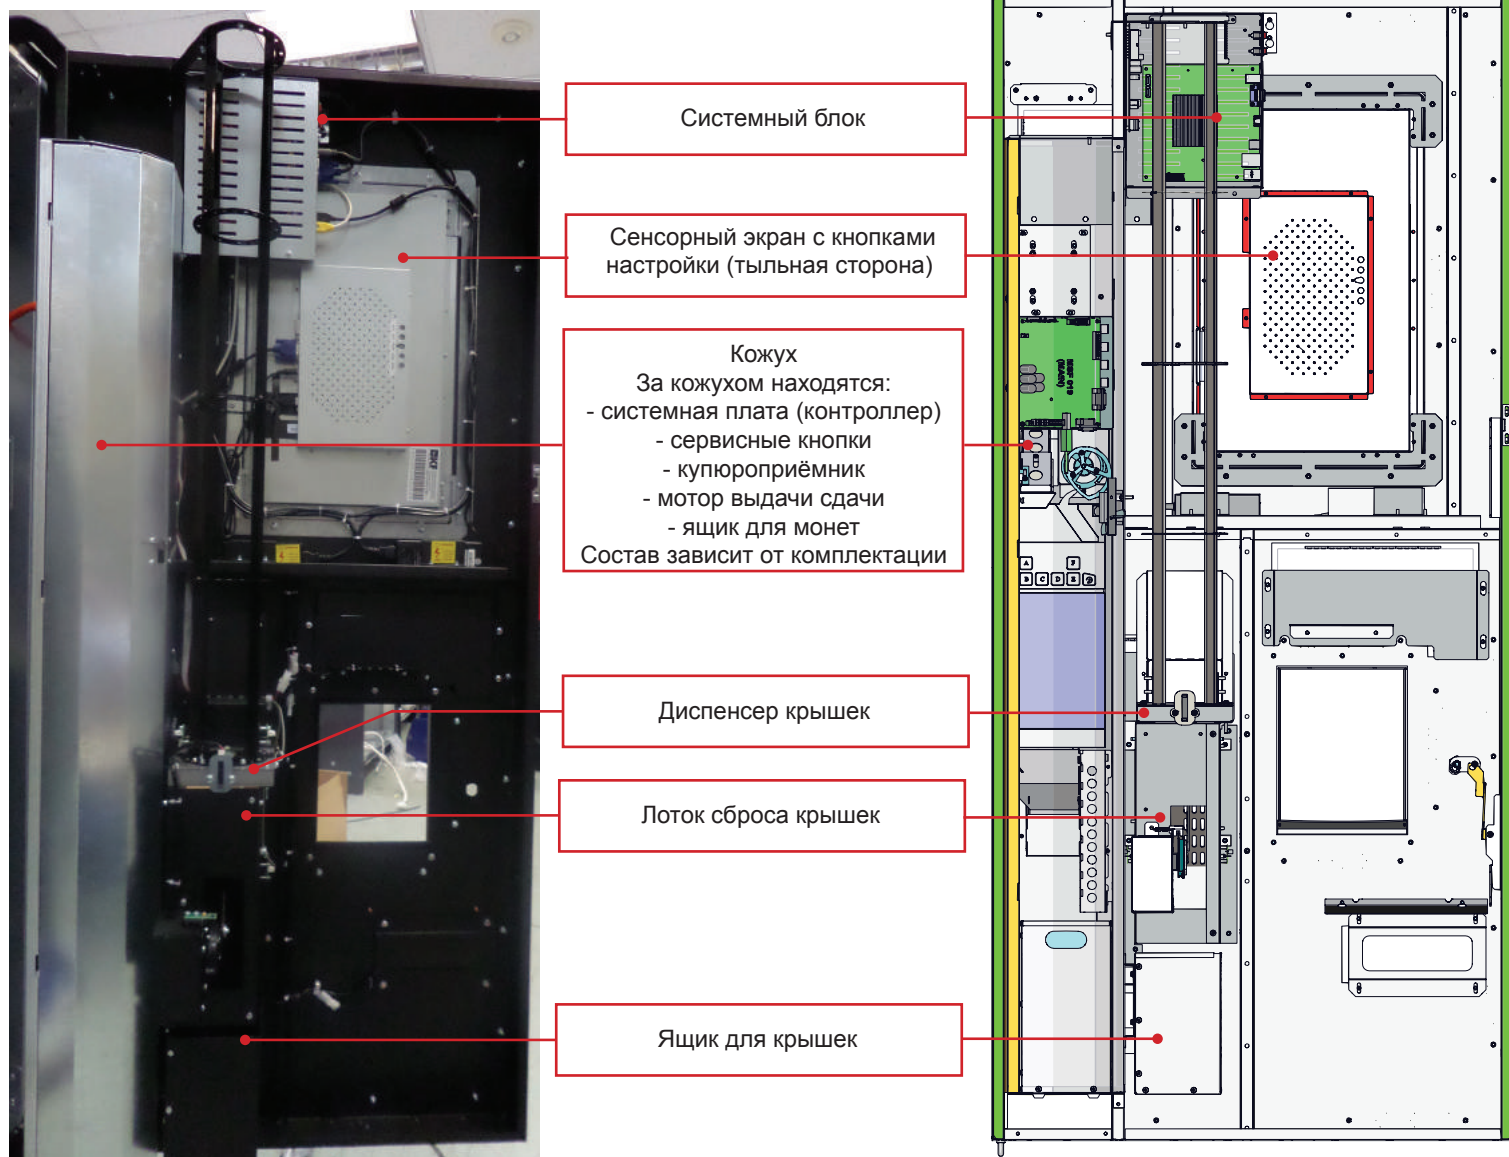 Системный блок
Сенсорный экран с кнопками
настройки (тыльная сторона)
Кожух
За кожухом находятся:
- системная плата (контроллер)
- сервисные кнопки
- купюроприёмник
- мотор выдачи сдачи
- ящик для монет
Состав зависит от комплектации
Диспенсер крышек
Лоток сброса крышек
Ящик для крышек
A
F
B
C
D
E